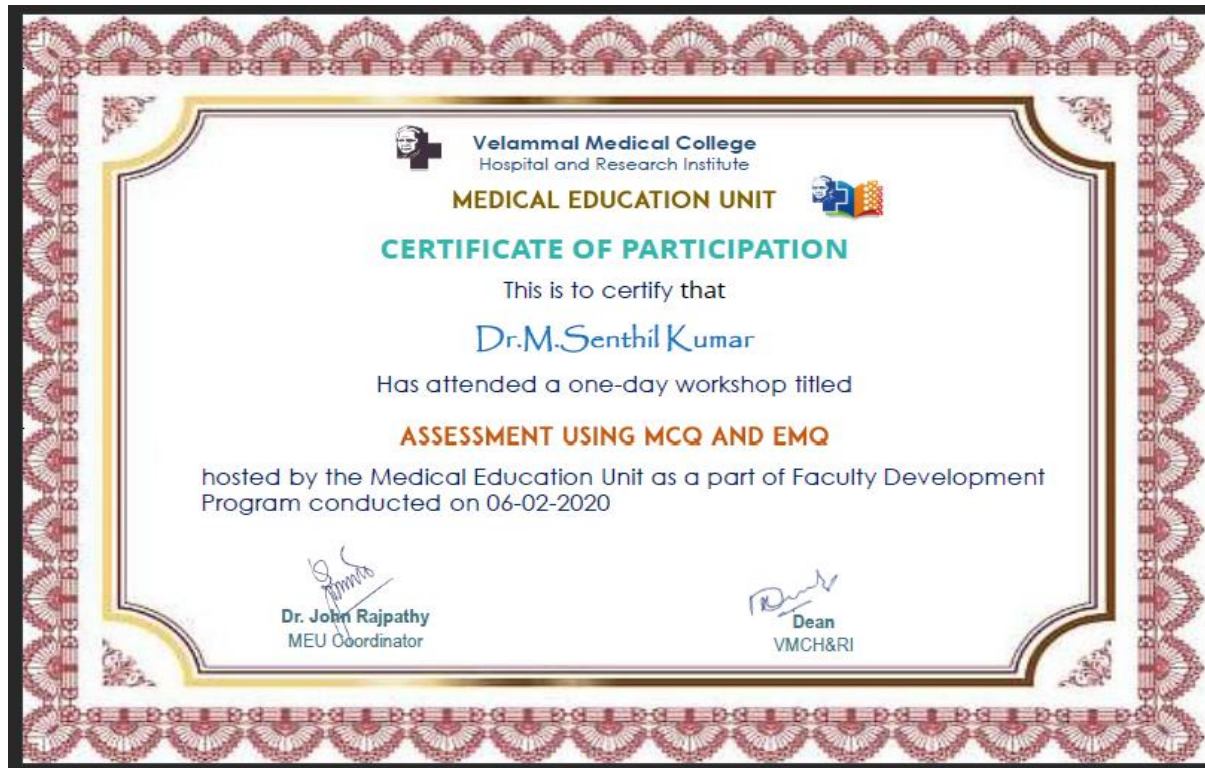 Velammal Medical College
Hospital and Research Institute
MEDICAL EDUCATION UNIT
CERTIFICATE OF PARTICIPATION
This is to certify that
Dr.M.Senthil Kumar
Has attended a one-day workshop titled
ASSESSMENT USING MCQ AND EMQ
hosted by the Medical Education Unit as a part of Faculty Development
Program conducted on 06-02-2020
Dr. John Rajpathy
MEU Coordinator
Dean
VMCH&RI